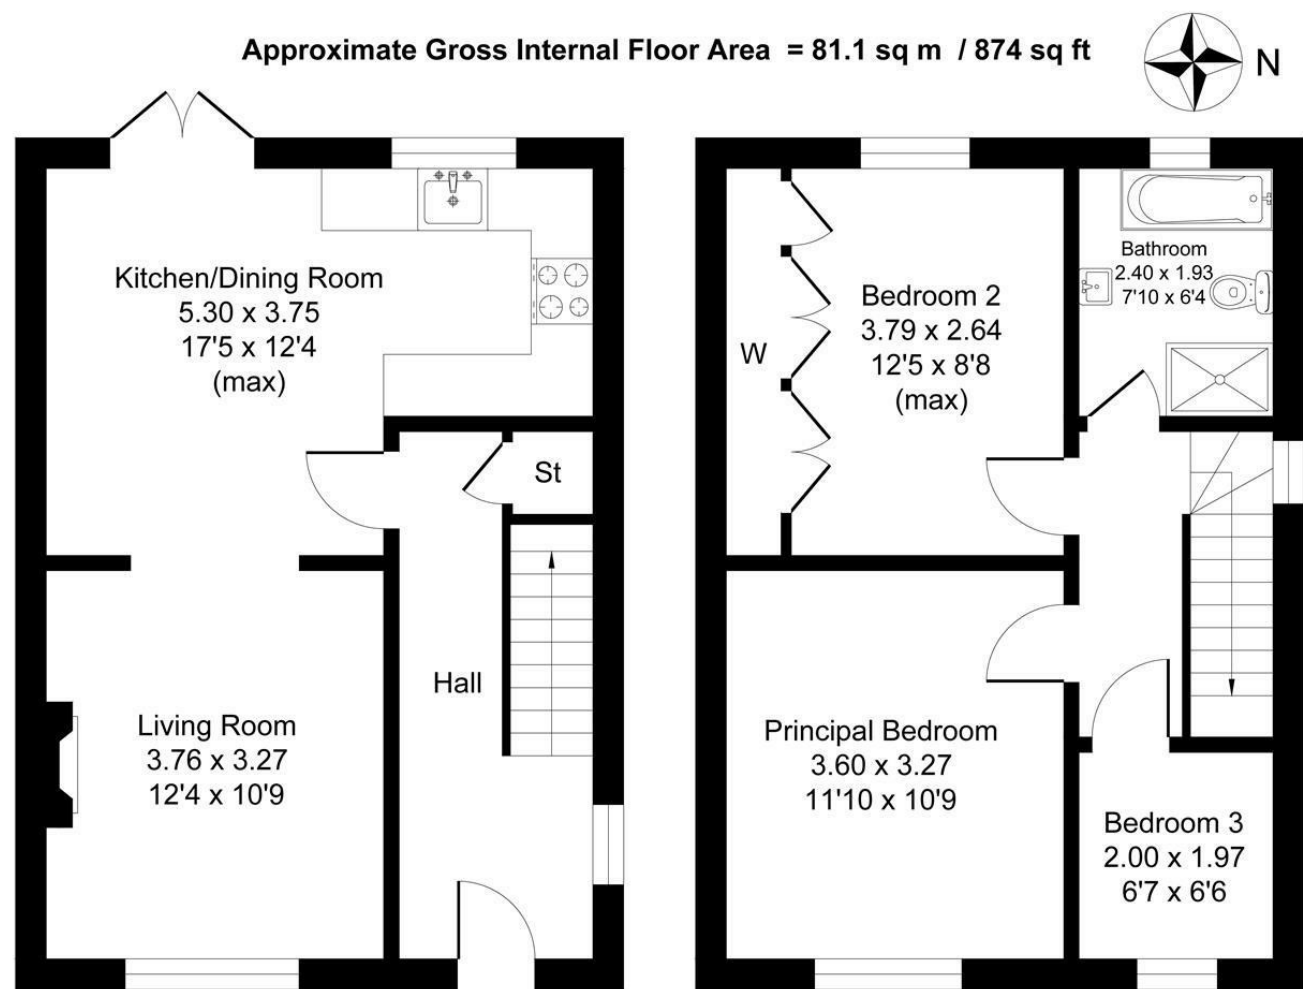 Approximate Gross Internal Floor Area = 81.1 sq m / 874 sq ft
N
Kitchen/Dining Room
5.30 x 3.75
17'5 x 12'4
(max)
St
Hall
Living Room
3.76 x 3.27
12'4 x 10'9
W
Bedroom 2
3.79 x 2.64
12'5 x 8'8
(max)
Bathroom
2.40 x 1.93
7'10 x 6'4
Principal Bedroom
3.60 x 3.27
11'10 x 10'9
Bedroom 3
2.00 x 1.97
6'7 x 6'6